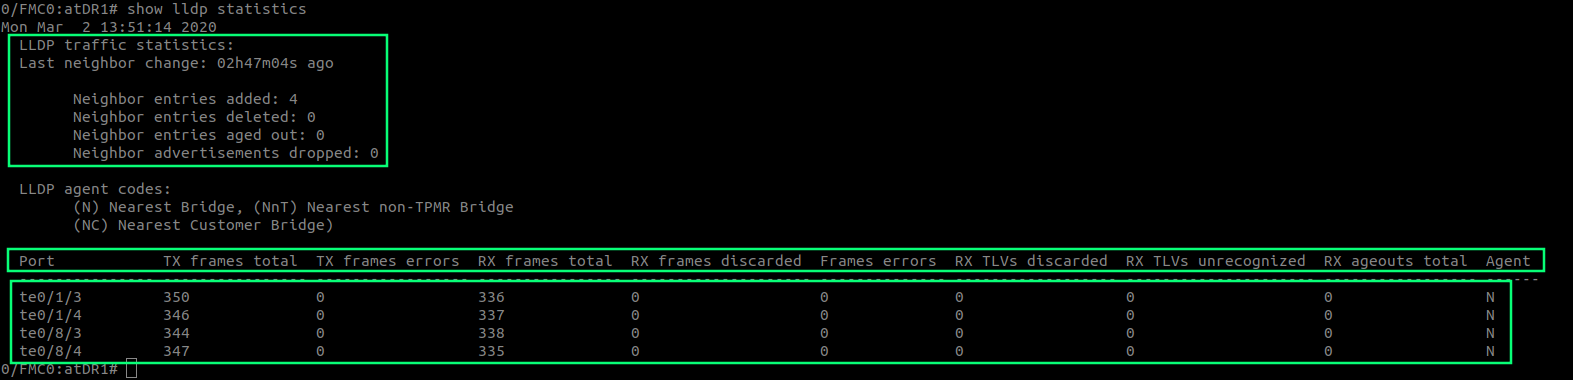 0/FMC0:atDR1# show lldp statistics
Mon Mar  2 13:51:14 2020
LLDP traffic statistics:
Last neighbor change: 02h47m04s ago
Neighbor entries added: 4
Neighbor entries deleted: 0
Neighbor entries aged out: 0
Neighbor advertisements dropped: 0
LLDP agent codes:
(N) Nearest Bridge, (NnT) Nearest non-TPMR Bridge
(NC) Nearest Customer Bridge)
Port TX frames total TX frames errors RX frames total RX frames discarded Frames errors RX TLVs discarded RX TLVs unrecognized RX ageouts total Agent
te0/1/3 350 0 336 0 0 0 0 0 N
te0/1/4 346 0 337 0 0 0 0 0 N
te0/8/3 344 0 338 0 0 0 0 0 N
te0/8/4 347 0 335 0 0 0 0 0 N
0/FMC0:atDR1#